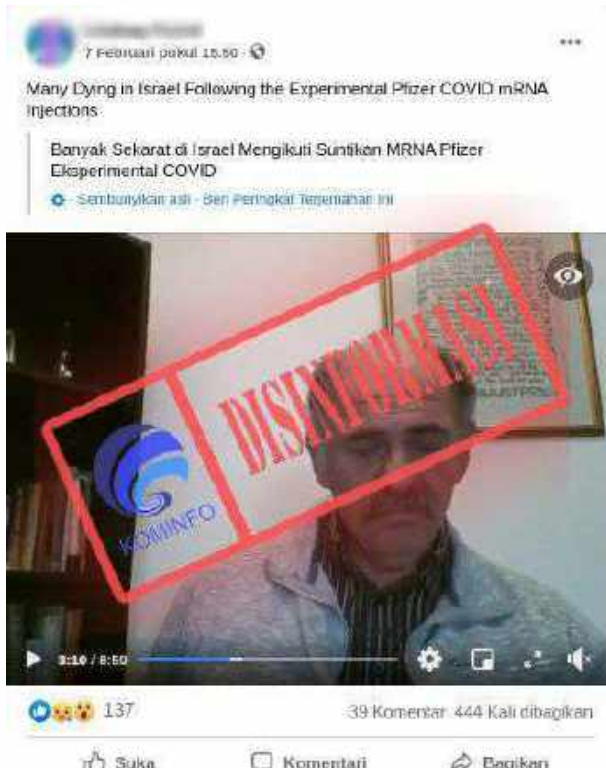 7 Februari pukul 15.50 ·
Many Dying in Israel Following the Experimental Pfizer COVID mRNA
Injections
Banyak Sekarat di Israel Mengikuti Suntikan MRNA Pfizer
Eksperimental COVID
Sembunyikan asli · Beri Peringkat Terjemahan Ini
DISINFORMASI
KOMINFO
3:10 / 8:50
137
39 Komentar 444 Kali dibagikan
Suka Komentari Bagikan